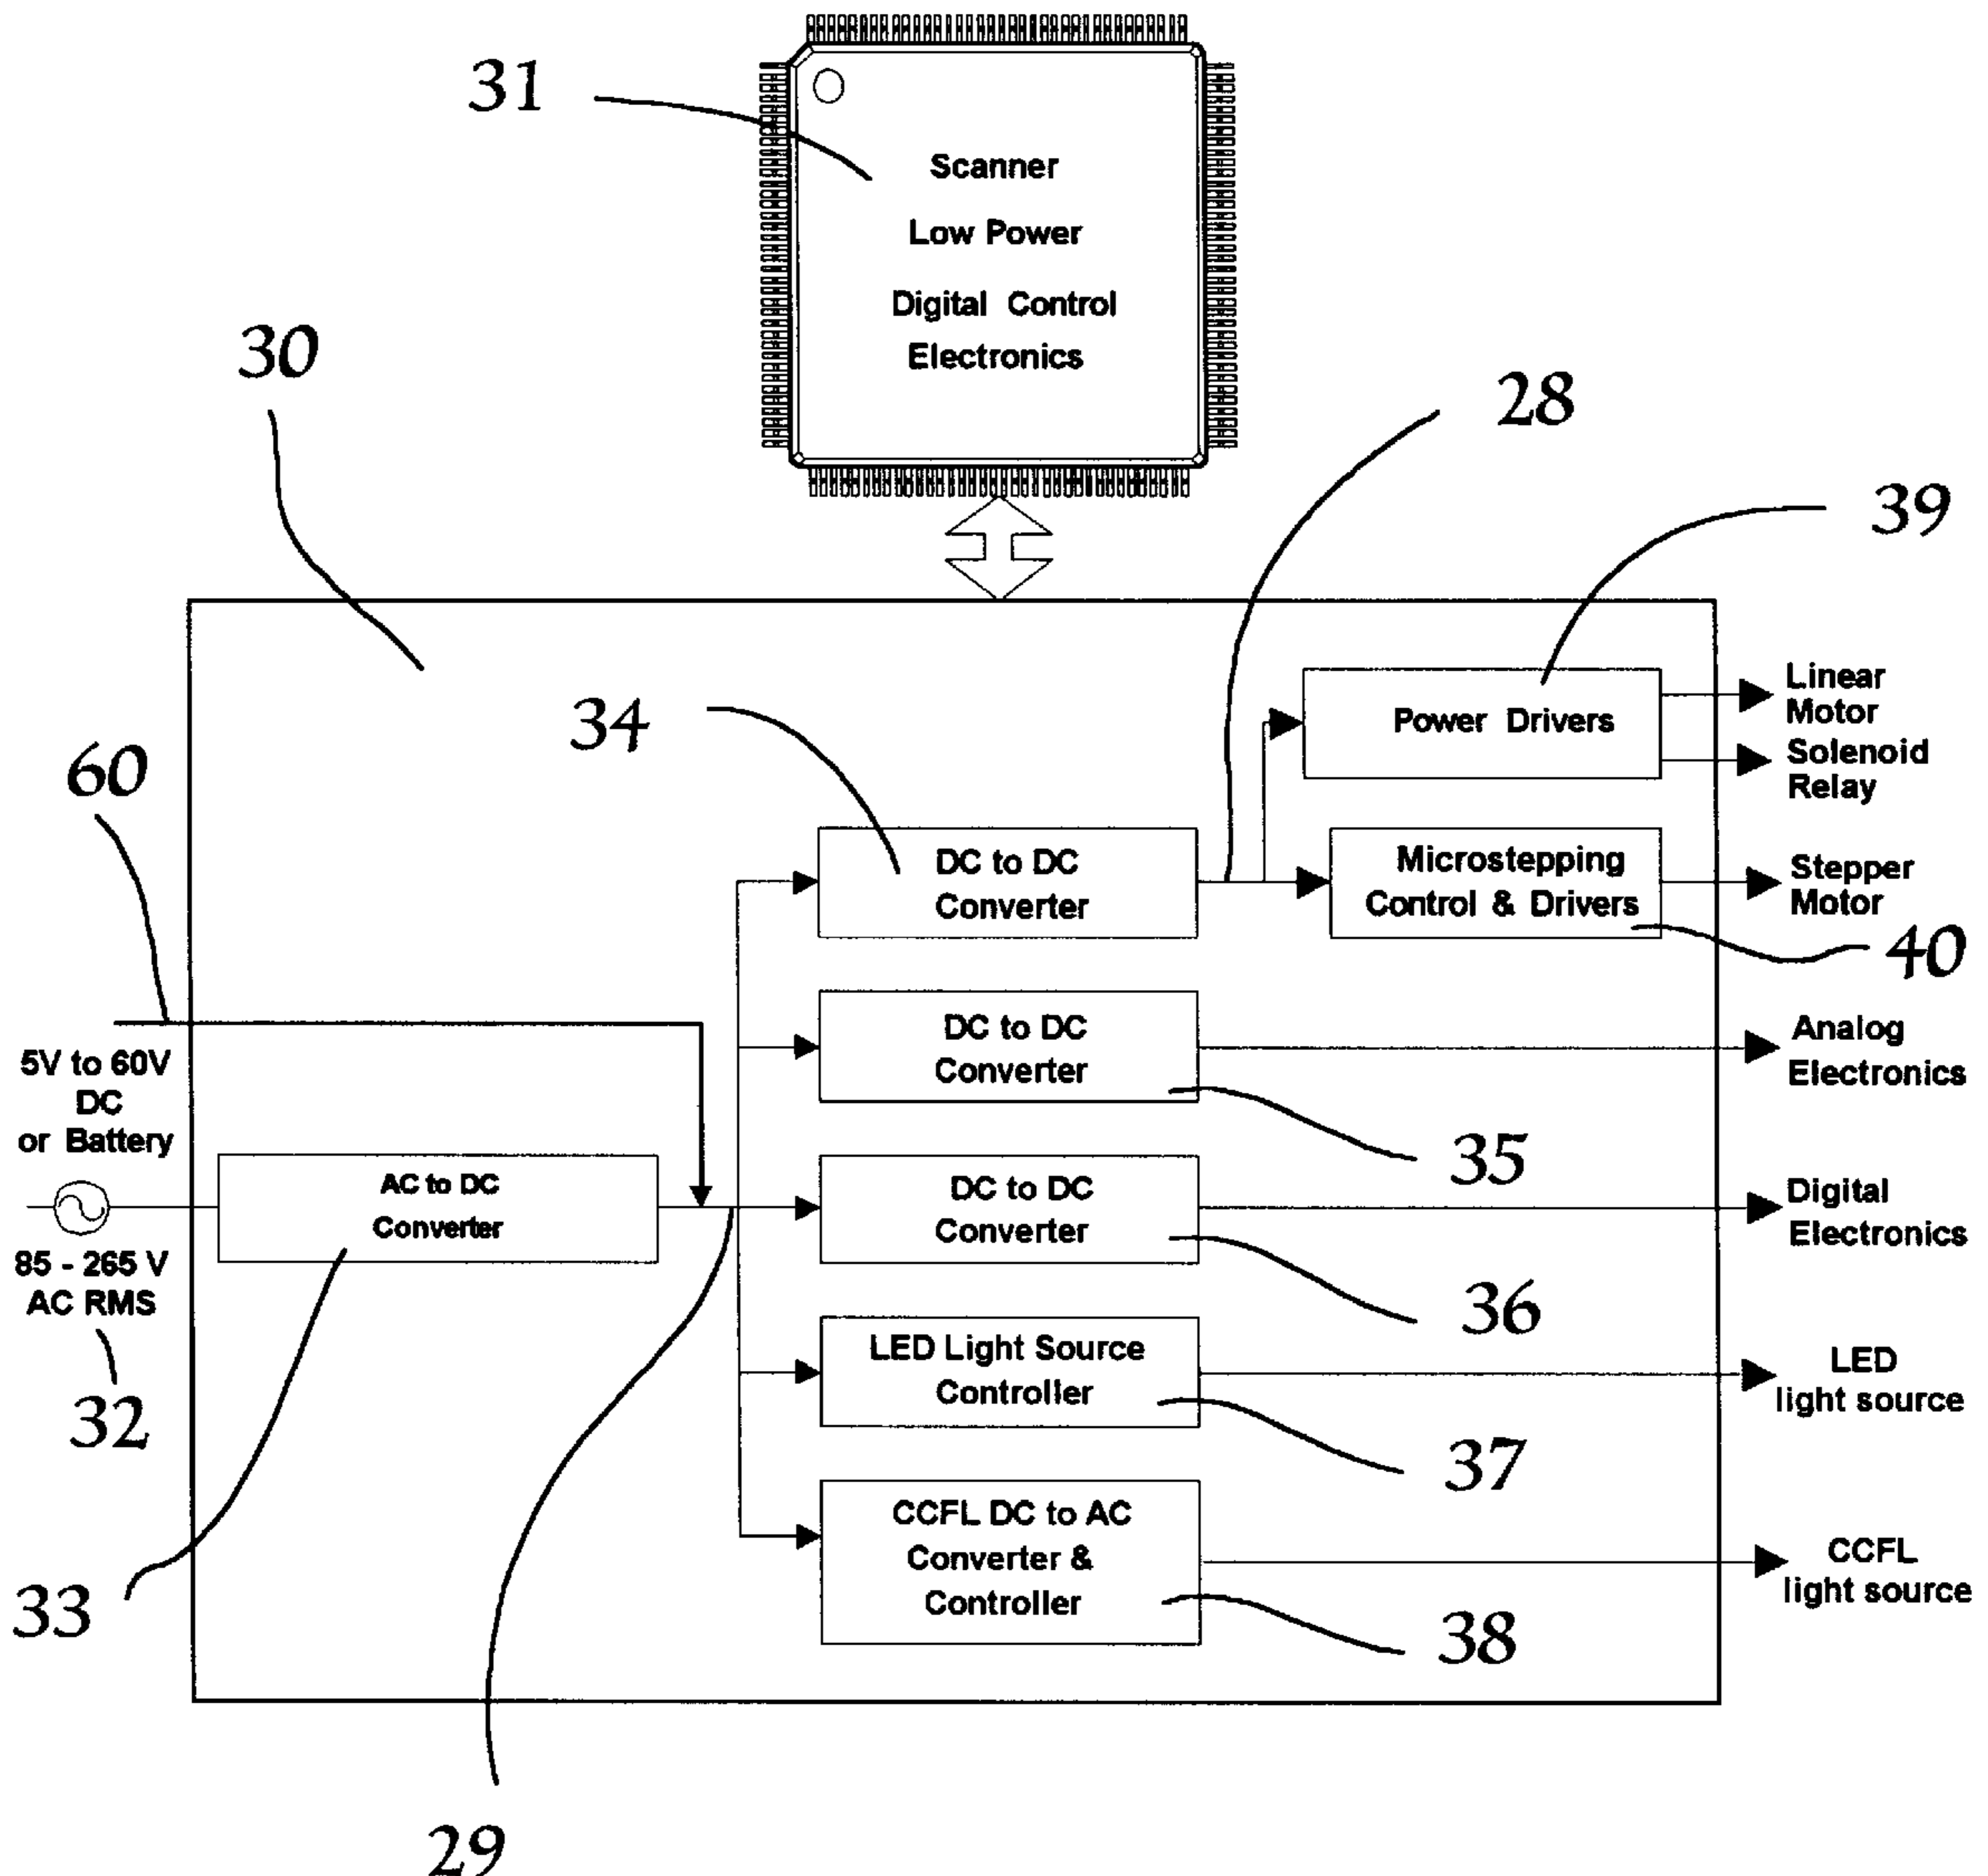 31
Scanner
Low Power
Digital Control
Electronics
30
28
39
34
Power Drivers
Linear
Motor
Solenoid
Relay
60
DC to DC
Converter
Microstepping
Control & Drivers
Stepper
Motor
40
5V to 60V
DC
or Battery
DC to DC
Converter
Analog
Electronics
35
AC to DC
Converter
DC to DC
Converter
Digital
Electronics
85 - 265 V
AC RMS
32
36
LED Light Source
Controller
LED
light source
37
33
CCFL DC to AC
Converter &
Controller
CCFL
light source
38
29